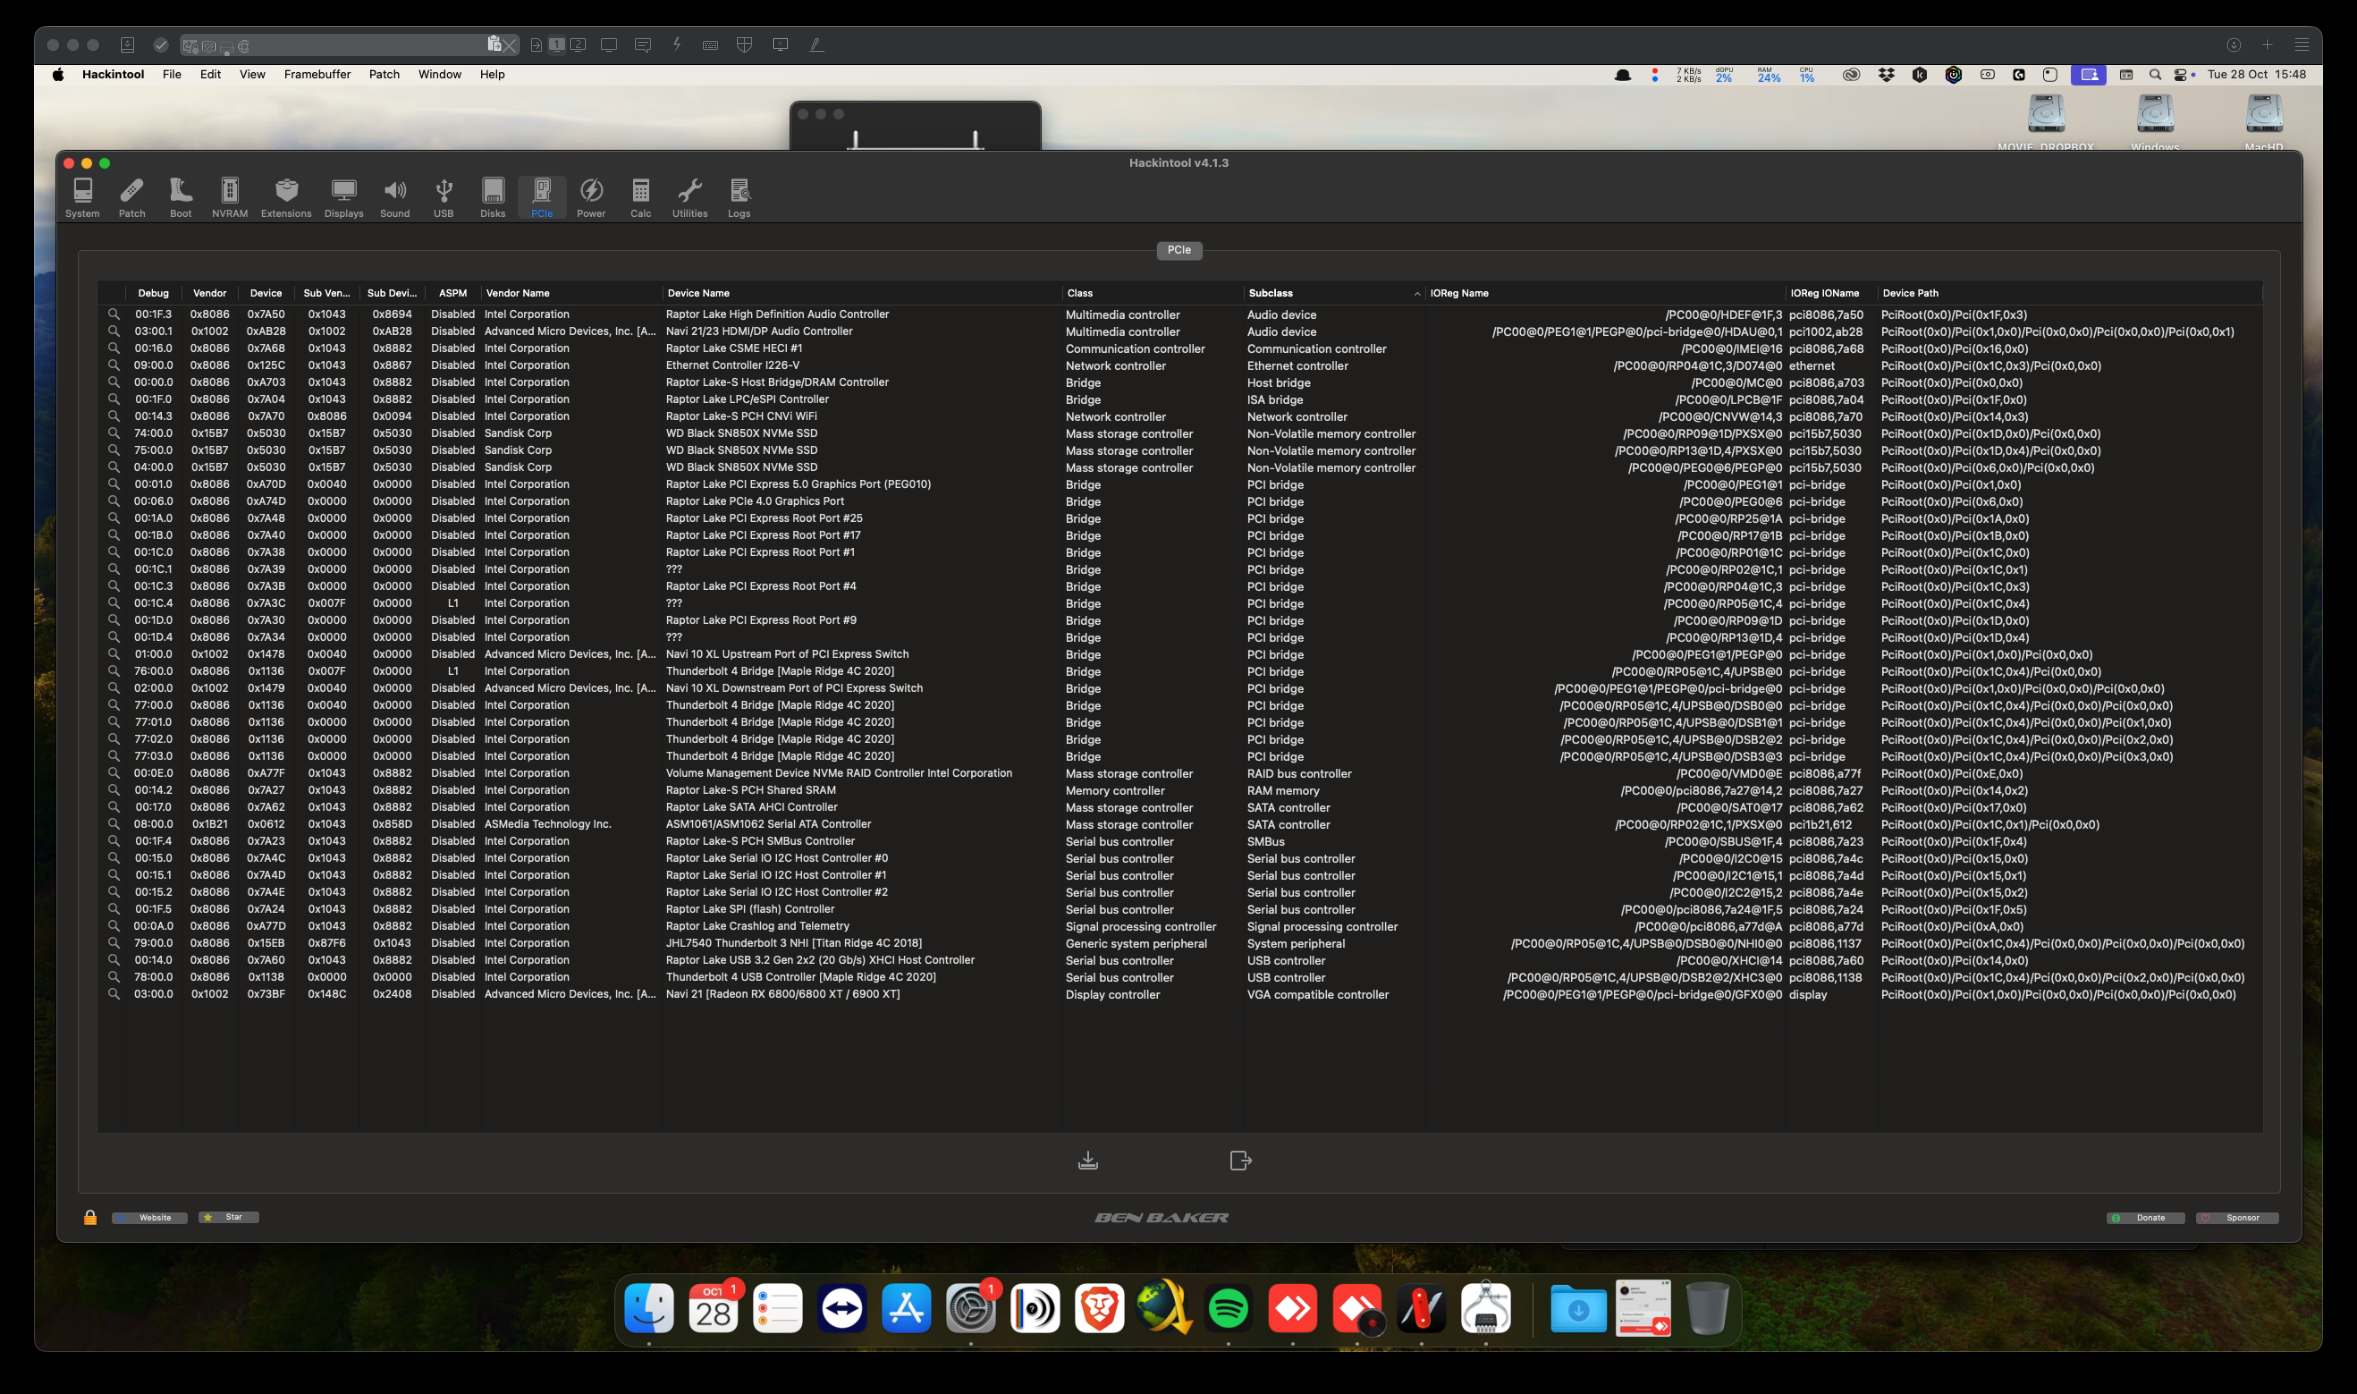 1 2
Hackintool File Edit View Framebuffer Patch Window Help
7 KB/s 2 KB/s dGPU 2% RAM 24% CPU 1% Tue 28 Oct 15:48
MOVIE_DROPBOX Windows MacHD
Hackintool v4.1.3
System Patch Boot NVRAM Extensions Displays Sound USB Disks PCIe Power Calc Utilities Logs
PCIe
Debug Vendor Device Sub Ven... Sub Devi... ASPM Vendor Name Device Name Class Subclass IOReg Name IOReg IOName Device Path
00:1F.3 0x8086 0x7A50 0x1043 0x8694 Disabled Intel Corporation Raptor Lake High Definition Audio Controller Multimedia controller Audio device /PC00@0/HDEF@1F,3 pci8086,7a50 PciRoot(0x0)/Pci(0x1F,0x3)
03:00.1 0x1002 0xAB28 0x1002 0xAB28 Disabled Advanced Micro Devices, Inc. [A... Navi 21/23 HDMI/DP Audio Controller Multimedia controller Audio device /PC00@0/PEG1@1/PEGP@0/pci-bridge@0/HDAU@0,1 pci1002,ab28 PciRoot(0x0)/Pci(0x1,0x0)/Pci(0x0,0x0)/Pci(0x0,0x0)/Pci(0x0,0x1)
00:16.0 0x8086 0x7A68 0x1043 0x8882 Disabled Intel Corporation Raptor Lake CSME HECI #1 Communication controller Communication controller /PC00@0/IMEI@16 pci8086,7a68 PciRoot(0x0)/Pci(0x16,0x0)
09:00.0 0x8086 0x125C 0x1043 0x8867 Disabled Intel Corporation Ethernet Controller I226-V Network controller Ethernet controller /PC00@0/RP04@1C,3/D074@0 ethernet PciRoot(0x0)/Pci(0x1C,0x3)/Pci(0x0,0x0)
00:00.0 0x8086 0xA703 0x1043 0x8882 Disabled Intel Corporation Raptor Lake-S Host Bridge/DRAM Controller Bridge Host bridge /PC00@0/MC@0 pci8086,a703 PciRoot(0x0)/Pci(0x0,0x0)
00:1F.0 0x8086 0x7A04 0x1043 0x8882 Disabled Intel Corporation Raptor Lake LPC/eSPI Controller Bridge ISA bridge /PC00@0/LPCB@1F pci8086,7a04 PciRoot(0x0)/Pci(0x1F,0x0)
00:14.3 0x8086 0x7A70 0x8086 0x0094 Disabled Intel Corporation Raptor Lake-S PCH CNVi WiFi Network controller Network controller /PC00@0/CNVW@14,3 pci8086,7a70 PciRoot(0x0)/Pci(0x14,0x3)
74:00.0 0x15B7 0x5030 0x15B7 0x5030 Disabled Sandisk Corp WD Black SN850X NVMe SSD Mass storage controller Non-Volatile memory controller /PC00@0/RP09@1D/PXSX@0 pci15b7,5030 PciRoot(0x0)/Pci(0x1D,0x0)/Pci(0x0,0x0)
75:00.0 0x15B7 0x5030 0x15B7 0x5030 Disabled Sandisk Corp WD Black SN850X NVMe SSD Mass storage controller Non-Volatile memory controller /PC00@0/RP13@1D,4/PXSX@0 pci15b7,5030 PciRoot(0x0)/Pci(0x1D,0x4)/Pci(0x0,0x0)
04:00.0 0x15B7 0x5030 0x15B7 0x5030 Disabled Sandisk Corp WD Black SN850X NVMe SSD Mass storage controller Non-Volatile memory controller /PC00@0/PEG0@6/PEGP@0 pci15b7,5030 PciRoot(0x0)/Pci(0x6,0x0)/Pci(0x0,0x0)
00:01.0 0x8086 0xA70D 0x0040 0x0000 Disabled Intel Corporation Raptor Lake PCI Express 5.0 Graphics Port (PEG010) Bridge PCI bridge /PC00@0/PEG1@1 pci-bridge PciRoot(0x0)/Pci(0x1,0x0)
00:06.0 0x8086 0xA74D 0x0000 0x0000 Disabled Intel Corporation Raptor Lake PCIe 4.0 Graphics Port Bridge PCI bridge /PC00@0/PEG0@6 pci-bridge PciRoot(0x0)/Pci(0x6,0x0)
00:1A.0 0x8086 0x7A48 0x0000 0x0000 Disabled Intel Corporation Raptor Lake PCI Express Root Port #25 Bridge PCI bridge /PC00@0/RP25@1A pci-bridge PciRoot(0x0)/Pci(0x1A,0x0)
00:1B.0 0x8086 0x7A40 0x0000 0x0000 Disabled Intel Corporation Raptor Lake PCI Express Root Port #17 Bridge PCI bridge /PC00@0/RP17@1B pci-bridge PciRoot(0x0)/Pci(0x1B,0x0)
00:1C.0 0x8086 0x7A38 0x0000 0x0000 Disabled Intel Corporation Raptor Lake PCI Express Root Port #1 Bridge PCI bridge /PC00@0/RP01@1C pci-bridge PciRoot(0x0)/Pci(0x1C,0x0)
00:1C.1 0x8086 0x7A39 0x0000 0x0000 Disabled Intel Corporation ??? Bridge PCI bridge /PC00@0/RP02@1C,1 pci-bridge PciRoot(0x0)/Pci(0x1C,0x1)
00:1C.3 0x8086 0x7A3B 0x0000 0x0000 Disabled Intel Corporation Raptor Lake PCI Express Root Port #4 Bridge PCI bridge /PC00@0/RP04@1C,3 pci-bridge PciRoot(0x0)/Pci(0x1C,0x3)
00:1C.4 0x8086 0x7A3C 0x007F 0x0000 L1 Intel Corporation ??? Bridge PCI bridge /PC00@0/RP05@1C,4 pci-bridge PciRoot(0x0)/Pci(0x1C,0x4)
00:1D.0 0x8086 0x7A30 0x0000 0x0000 Disabled Intel Corporation Raptor Lake PCI Express Root Port #9 Bridge PCI bridge /PC00@0/RP09@1D pci-bridge PciRoot(0x0)/Pci(0x1D,0x0)
00:1D.4 0x8086 0x7A34 0x0000 0x0000 Disabled Intel Corporation ??? Bridge PCI bridge /PC00@0/RP13@1D,4 pci-bridge PciRoot(0x0)/Pci(0x1D,0x4)
01:00.0 0x1002 0x1478 0x0040 0x0000 Disabled Advanced Micro Devices, Inc. [A... Navi 10 XL Upstream Port of PCI Express Switch Bridge PCI bridge /PC00@0/PEG1@1/PEGP@0 pci-bridge PciRoot(0x0)/Pci(0x1,0x0)/Pci(0x0,0x0)
76:00.0 0x8086 0x1136 0x007F 0x0000 L1 Intel Corporation Thunderbolt 4 Bridge [Maple Ridge 4C 2020] Bridge PCI bridge /PC00@0/RP05@1C,4/UPSB@0 pci-bridge PciRoot(0x0)/Pci(0x1C,0x4)/Pci(0x0,0x0)
02:00.0 0x1002 0x1479 0x0040 0x0000 Disabled Advanced Micro Devices, Inc. [A... Navi 10 XL Downstream Port of PCI Express Switch Bridge PCI bridge /PC00@0/PEG1@1/PEGP@0/pci-bridge@0 pci-bridge PciRoot(0x0)/Pci(0x1,0x0)/Pci(0x0,0x0)/Pci(0x0,0x0)
77:00.0 0x8086 0x1136 0x0040 0x0000 Disabled Intel Corporation Thunderbolt 4 Bridge [Maple Ridge 4C 2020] Bridge PCI bridge /PC00@0/RP05@1C,4/UPSB@0/DSB0@0 pci-bridge PciRoot(0x0)/Pci(0x1C,0x4)/Pci(0x0,0x0)/Pci(0x0,0x0)
77:01.0 0x8086 0x1136 0x0000 0x0000 Disabled Intel Corporation Thunderbolt 4 Bridge [Maple Ridge 4C 2020] Bridge PCI bridge /PC00@0/RP05@1C,4/UPSB@0/DSB1@1 pci-bridge PciRoot(0x0)/Pci(0x1C,0x4)/Pci(0x0,0x0)/Pci(0x1,0x0)
77:02.0 0x8086 0x1136 0x0000 0x0000 Disabled Intel Corporation Thunderbolt 4 Bridge [Maple Ridge 4C 2020] Bridge PCI bridge /PC00@0/RP05@1C,4/UPSB@0/DSB2@2 pci-bridge PciRoot(0x0)/Pci(0x1C,0x4)/Pci(0x0,0x0)/Pci(0x2,0x0)
77:03.0 0x8086 0x1136 0x0000 0x0000 Disabled Intel Corporation Thunderbolt 4 Bridge [Maple Ridge 4C 2020] Bridge PCI bridge /PC00@0/RP05@1C,4/UPSB@0/DSB3@3 pci-bridge PciRoot(0x0)/Pci(0x1C,0x4)/Pci(0x0,0x0)/Pci(0x3,0x0)
00:0E.0 0x8086 0xA77F 0x1043 0x8882 Disabled Intel Corporation Volume Management Device NVMe RAID Controller Intel Corporation Mass storage controller RAID bus controller /PC00@0/VMD0@E pci8086,a77f PciRoot(0x0)/Pci(0xE,0x0)
00:14.2 0x8086 0x7A27 0x1043 0x8882 Disabled Intel Corporation Raptor Lake-S PCH Shared SRAM Memory controller RAM memory /PC00@0/pci8086,7a27@14,2 pci8086,7a27 PciRoot(0x0)/Pci(0x14,0x2)
00:17.0 0x8086 0x7A62 0x1043 0x8882 Disabled Intel Corporation Raptor Lake SATA AHCI Controller Mass storage controller SATA controller /PC00@0/SAT0@17 pci8086,7a62 PciRoot(0x0)/Pci(0x17,0x0)
08:00.0 0x1B21 0x0612 0x1043 0x858D Disabled ASMedia Technology Inc. ASM1061/ASM1062 Serial ATA Controller Mass storage controller SATA controller /PC00@0/RP02@1C,1/PXSX@0 pci1b21,612 PciRoot(0x0)/Pci(0x1C,0x1)/Pci(0x0,0x0)
00:1F.4 0x8086 0x7A23 0x1043 0x8882 Disabled Intel Corporation Raptor Lake-S PCH SMBus Controller Serial bus controller SMBus /PC00@0/SBUS@1F,4 pci8086,7a23 PciRoot(0x0)/Pci(0x1F,0x4)
00:15.0 0x8086 0x7A4C 0x1043 0x8882 Disabled Intel Corporation Raptor Lake Serial IO I2C Host Controller #0 Serial bus controller Serial bus controller /PC00@0/I2C0@15 pci8086,7a4c PciRoot(0x0)/Pci(0x15,0x0)
00:15.1 0x8086 0x7A4D 0x1043 0x8882 Disabled Intel Corporation Raptor Lake Serial IO I2C Host Controller #1 Serial bus controller Serial bus controller /PC00@0/I2C1@15,1 pci8086,7a4d PciRoot(0x0)/Pci(0x15,0x1)
00:15.2 0x8086 0x7A4E 0x1043 0x8882 Disabled Intel Corporation Raptor Lake Serial IO I2C Host Controller #2 Serial bus controller Serial bus controller /PC00@0/I2C2@15,2 pci8086,7a4e PciRoot(0x0)/Pci(0x15,0x2)
00:1F.5 0x8086 0x7A24 0x1043 0x8882 Disabled Intel Corporation Raptor Lake SPI (flash) Controller Serial bus controller Serial bus controller /PC00@0/pci8086,7a24@1F,5 pci8086,7a24 PciRoot(0x0)/Pci(0x1F,0x5)
00:0A.0 0x8086 0xA77D 0x1043 0x8882 Disabled Intel Corporation Raptor Lake Crashlog and Telemetry Signal processing controller Signal processing controller /PC00@0/pci8086,a77d@A pci8086,a77d PciRoot(0x0)/Pci(0xA,0x0)
79:00.0 0x8086 0x15EB 0x87F6 0x1043 Disabled Intel Corporation JHL7540 Thunderbolt 3 NHI [Titan Ridge 4C 2018] Generic system peripheral System peripheral /PC00@0/RP05@1C,4/UPSB@0/DSB0@0/NHI0@0 pci8086,1137 PciRoot(0x0)/Pci(0x1C,0x4)/Pci(0x0,0x0)/Pci(0x0,0x0)/Pci(0x0,0x0)
00:14.0 0x8086 0x7A60 0x1043 0x8882 Disabled Intel Corporation Raptor Lake USB 3.2 Gen 2x2 (20 Gb/s) XHCI Host Controller Serial bus controller USB controller /PC00@0/XHCI@14 pci8086,7a60 PciRoot(0x0)/Pci(0x14,0x0)
78:00.0 0x8086 0x1138 0x0000 0x0000 Disabled Intel Corporation Thunderbolt 4 USB Controller [Maple Ridge 4C 2020] Serial bus controller USB controller /PC00@0/RP05@1C,4/UPSB@0/DSB2@2/XHC3@0 pci8086,1138 PciRoot(0x0)/Pci(0x1C,0x4)/Pci(0x0,0x0)/Pci(0x2,0x0)/Pci(0x0,0x0)
03:00.0 0x1002 0x73BF 0x148C 0x2408 Disabled Advanced Micro Devices, Inc. [A... Navi 21 [Radeon RX 6800/6800 XT / 6900 XT] Display controller VGA compatible controller /PC00@0/PEG1@1/PEGP@0/pci-bridge@0/GFX0@0 display PciRoot(0x0)/Pci(0x1,0x0)/Pci(0x0,0x0)/Pci(0x0,0x0)/Pci(0x0,0x0)
Website Star BEN BAKER Donate Sponsor
OCT 1 1
28